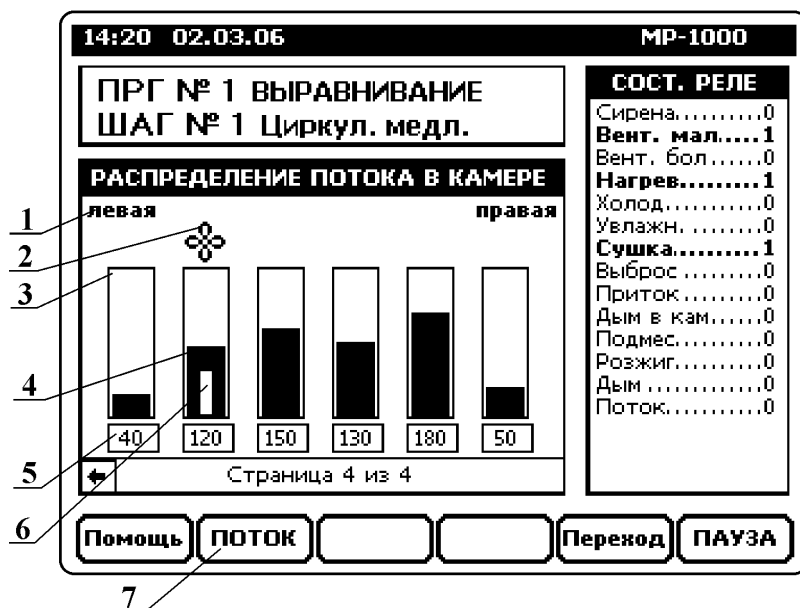 14:20 02.03.06 МР-1000
ПРГ № 1 ВЫРАВНИВАНИЕ
ШАГ № 1 Циркул. медл.
РАСПРЕДЕЛЕНИЕ ПОТОКА В КАМЕРЕ
левая правая
40 120 150 130 180 50
Страница 4 из 4
СОСТ. РЕЛЕ
Сирена..........0
Вент. мал.....1
Вент. бол......0
Нагрев.........1
Холод...........0
Увлажн. ........0
Сушка..........1
Выброс.........0
Приток..........0
Дым в кам......0
Подмес..........0
Розжиг..........0
Дым ............0
Поток...........0
Помощь ПОТОК Переход ПАУЗА
1
2
3
4
5
6
7